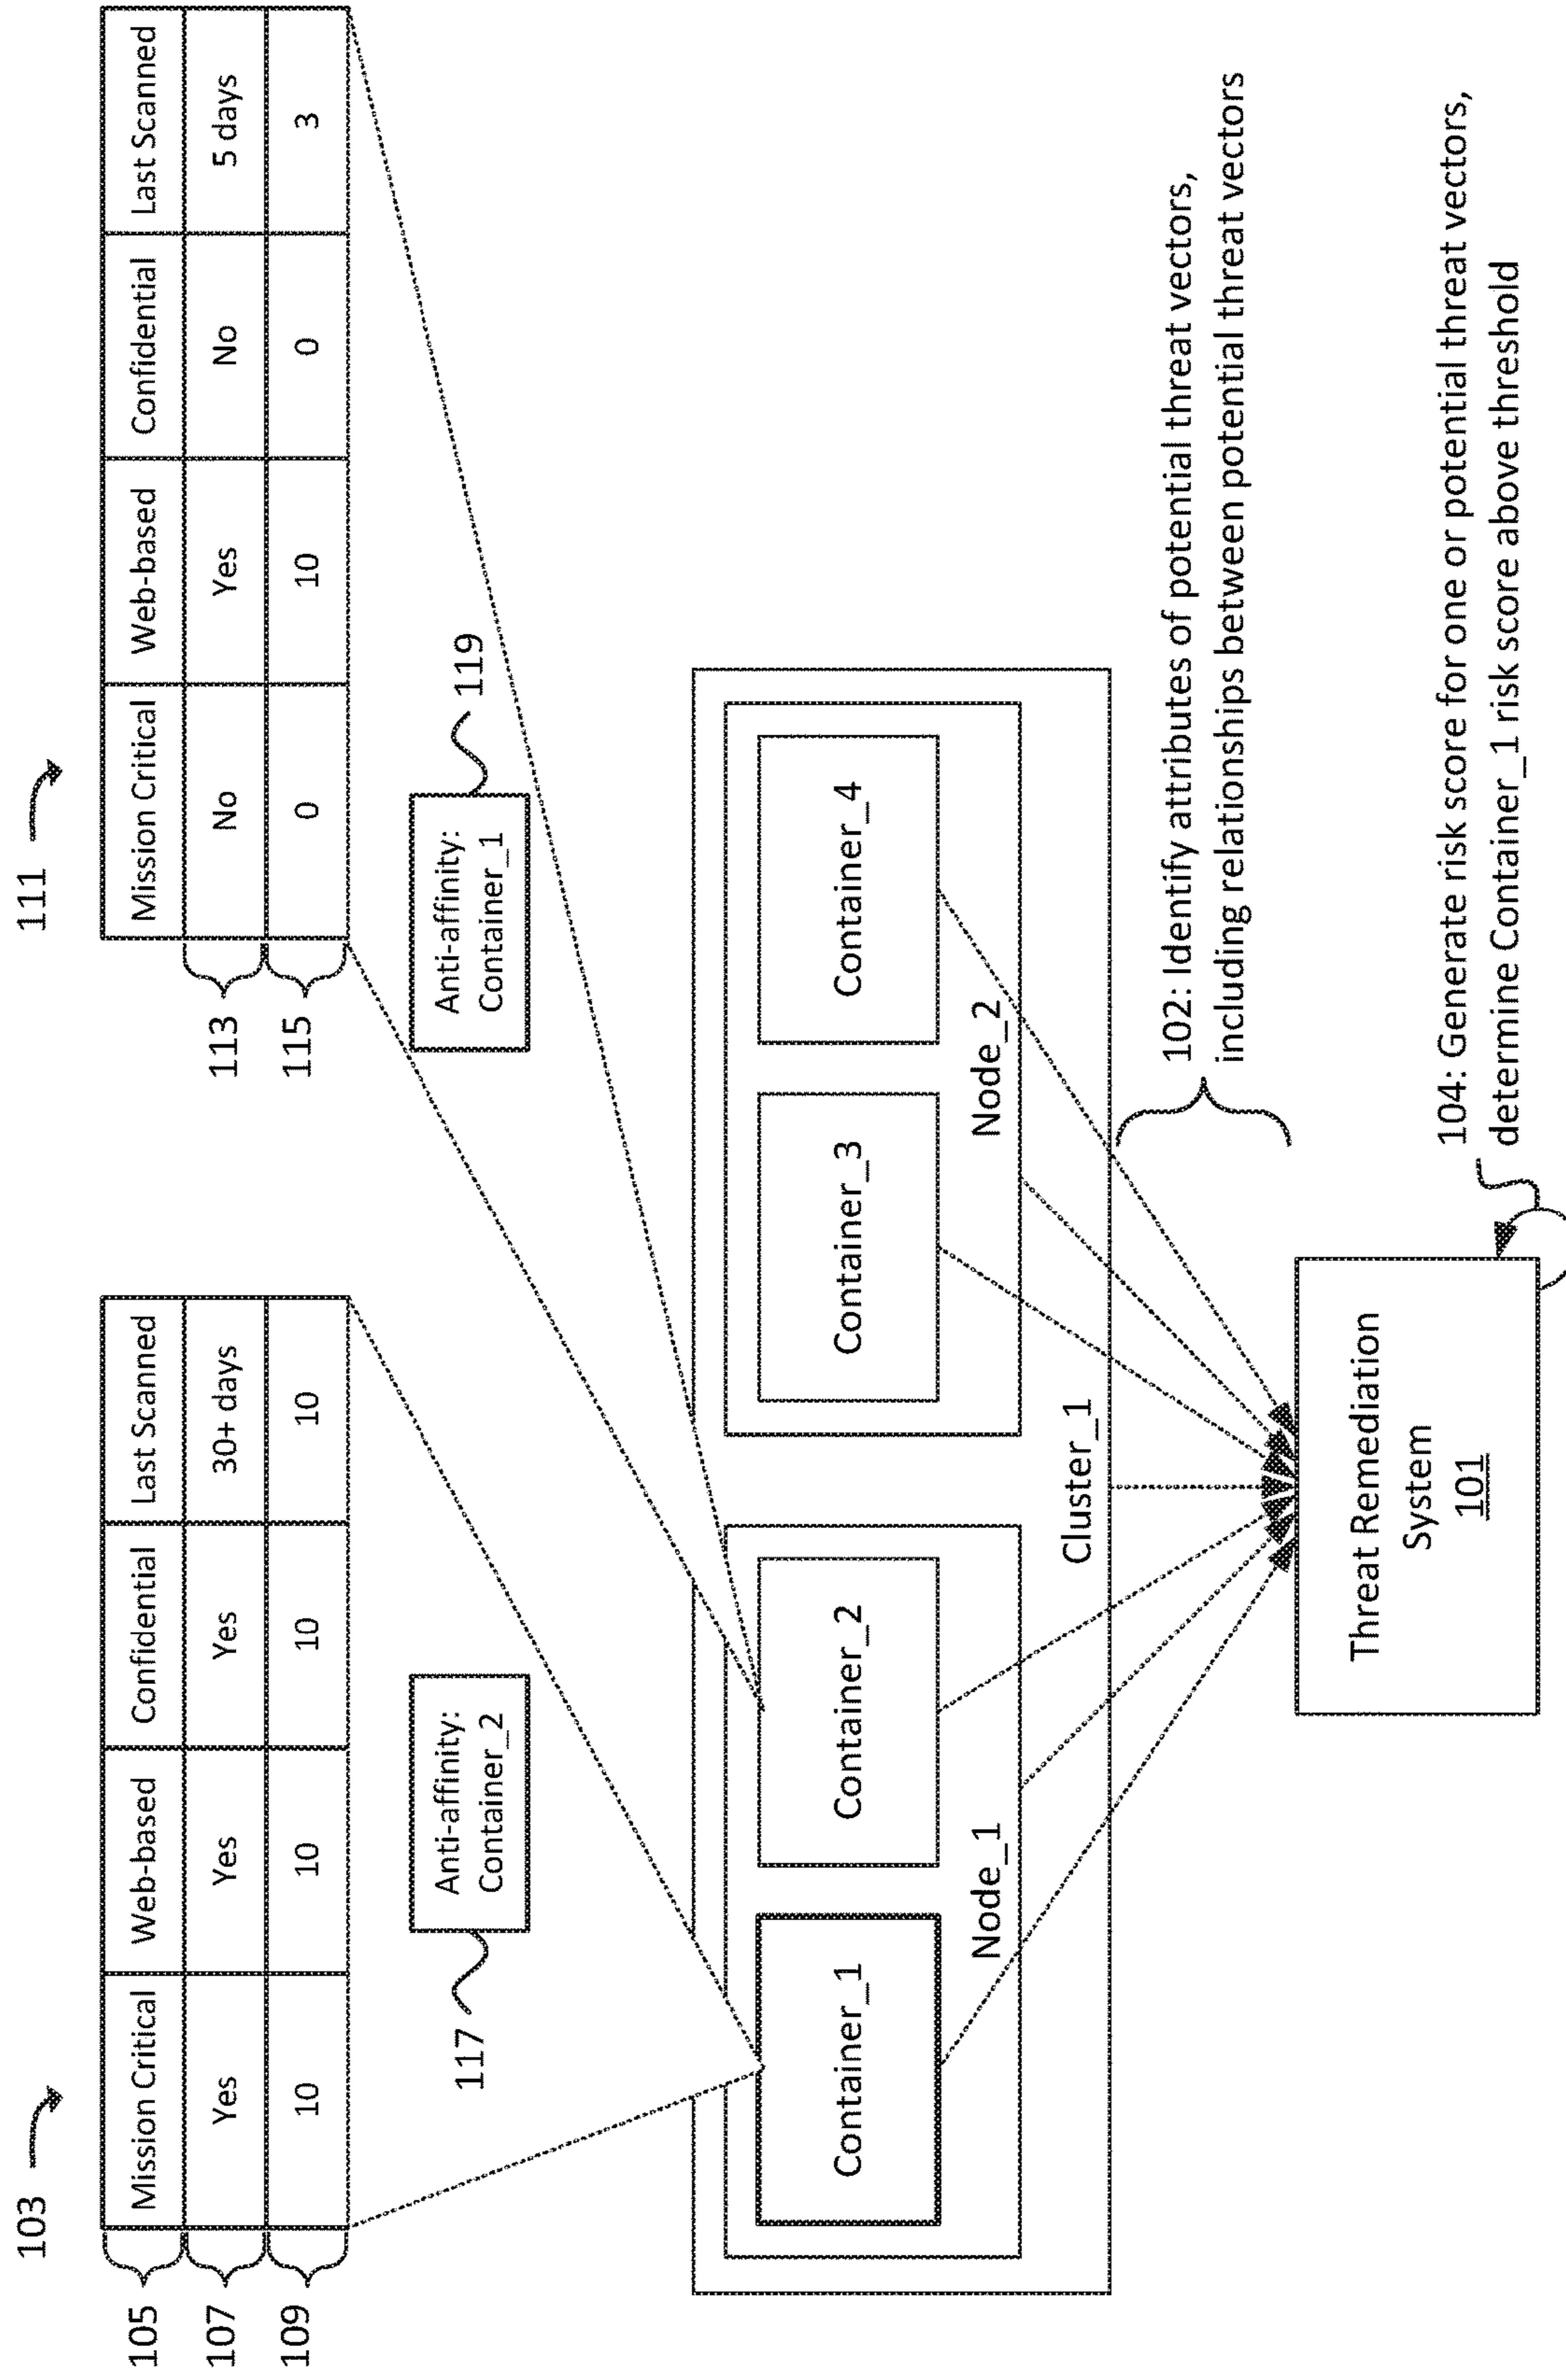 103
111
105
Mission Critical
Web-based
Confidential
Last Scanned
107
Yes
Yes
Yes
30+ days
109
10
10
10
10
Mission Critical
Web-based
Confidential
Last Scanned
113
No
Yes
No
5 days
115
0
10
0
3
117
Anti-affinity:
Container_2
Anti-affinity:
Container_1
119
Container_1
Container_2
Container_3
Container_4
Node_1
Node_2
Cluster_1
102: Identify attributes of potential threat vectors,
including relationships between potential threat vectors
Threat Remediation
System
101
104: Generate risk score for one or potential threat vectors,
determine Container_1 risk score above threshold